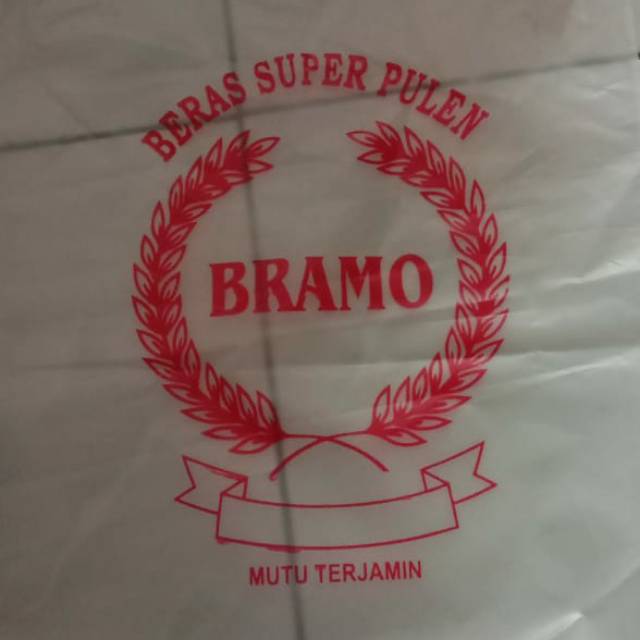 BERAS SUPER PULEN
BRAMO
MUTU TERJAMIN